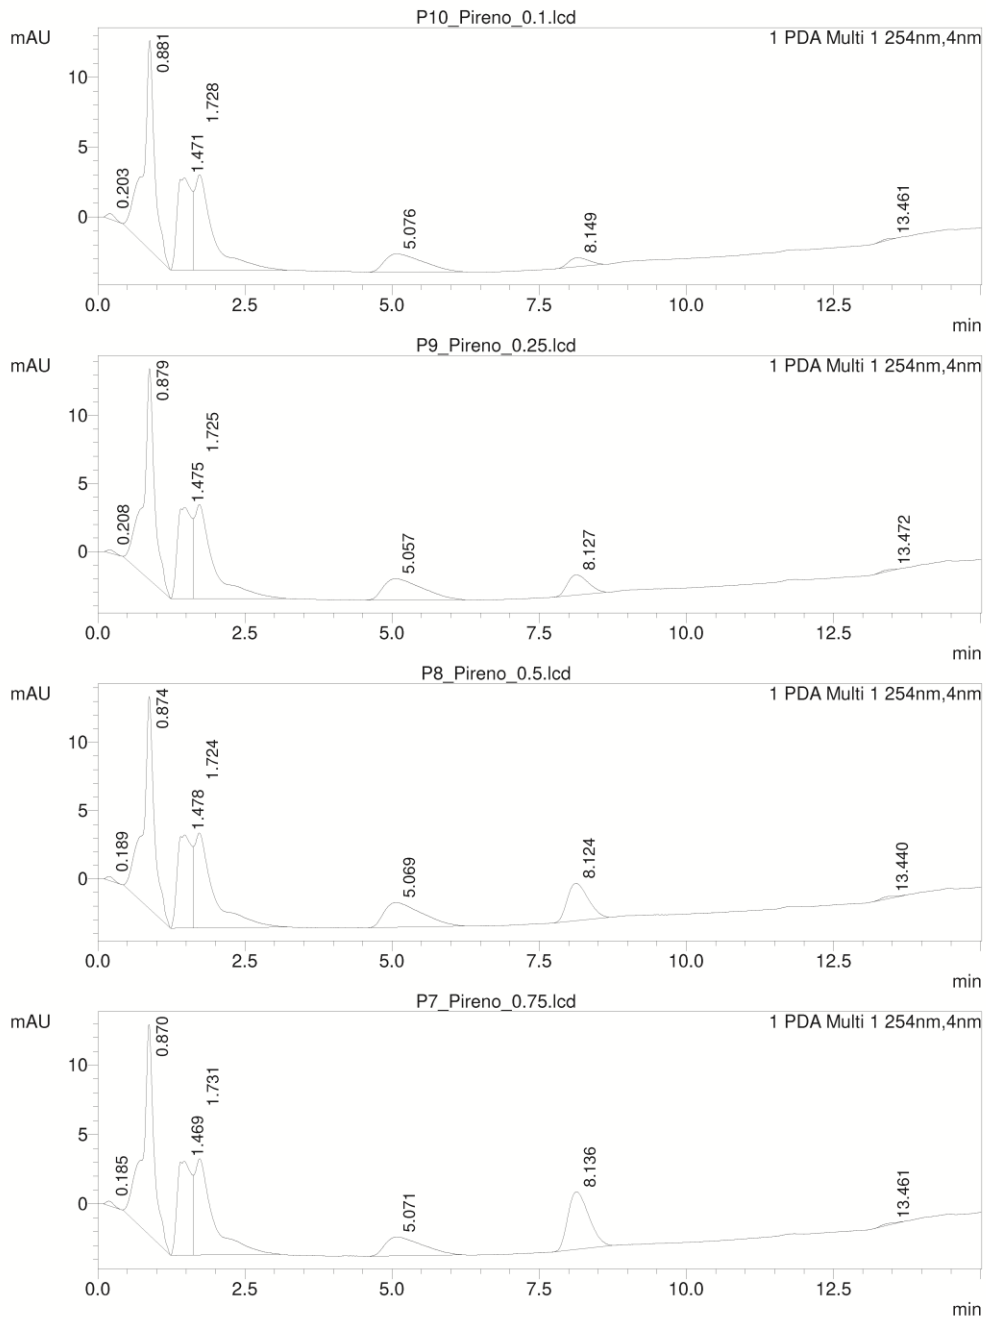 P10_Pireno_0.1.lcd
mAU
1 PDA Multi 1 254nm,4nm
10
5
0
0.203
0.881
1.471
1.728
5.076
8.149
13.461
0.0 2.5 5.0 7.5 10.0 12.5
min
P9_Pireno_0.25.lcd
mAU
1 PDA Multi 1 254nm,4nm
10
5
0
0.208
0.879
1.475
1.725
5.057
8.127
13.472
0.0 2.5 5.0 7.5 10.0 12.5
min
P8_Pireno_0.5.lcd
mAU
1 PDA Multi 1 254nm,4nm
10
5
0
0.189
0.874
1.478
1.724
5.069
8.124
13.440
0.0 2.5 5.0 7.5 10.0 12.5
min
P7_Pireno_0.75.lcd
mAU
1 PDA Multi 1 254nm,4nm
10
5
0
0.185
0.870
1.469
1.731
5.071
8.136
13.461
0.0 2.5 5.0 7.5 10.0 12.5
min